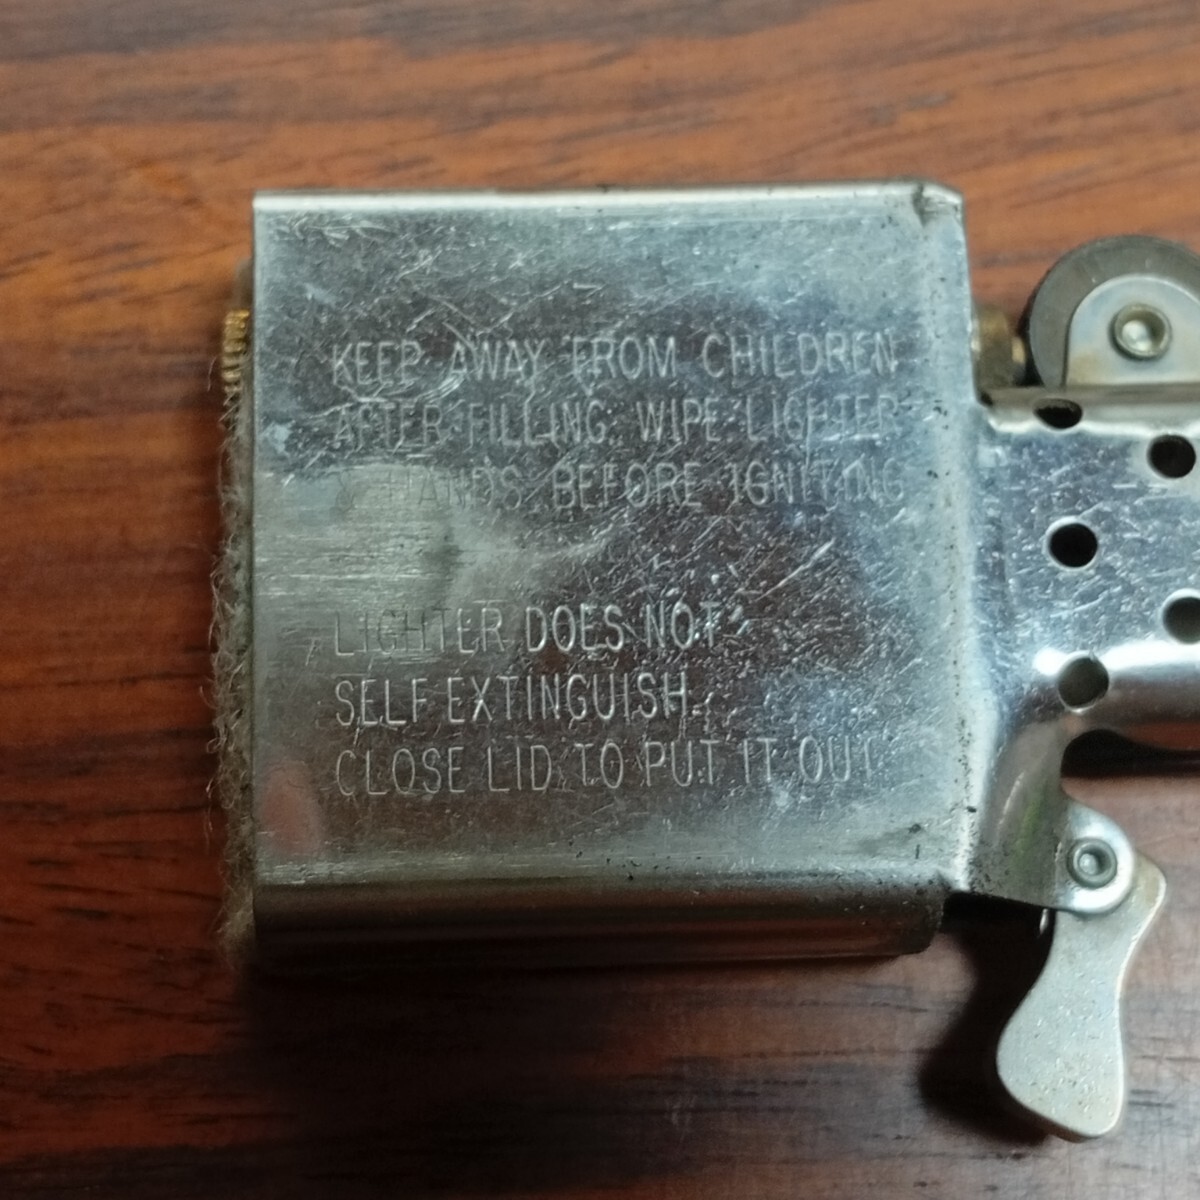 KEEP AWAY FROM CHILDREN
AFTER FILLING WIPE LIGHTER
& HANDS BEFORE IGNITING
LIGHTER DOES NOT
SELF EXTINGUISH
CLOSE LID TO PUT IT OUT